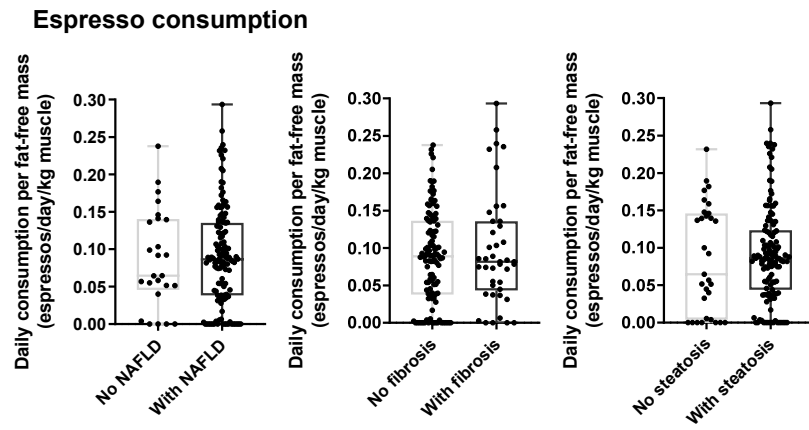 Espresso consumption
Daily consumption per fat-free mass
(espressos/day/kg muscle)
0.30
0.25
0.20
0.15
0.10
0.05
0.00
No NAFLD
With NAFLD
Daily consumption per fat-free mass
(espressos/day/kg muscle)
0.30
0.25
0.20
0.15
0.10
0.05
0.00
No fibrosis
With fibrosis
Daily consumption per fat-free mass
(espressos/day/kg muscle)
0.30
0.25
0.20
0.15
0.10
0.05
0.00
No steatosis
With steatosis